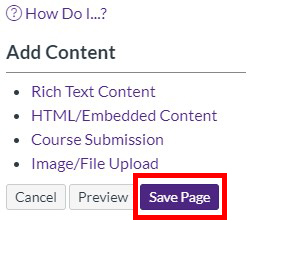 How Do I...?
Add Content
Rich Text Content
HTML/Embedded Content
Course Submission
Image/File Upload
Cancel Preview Save Page